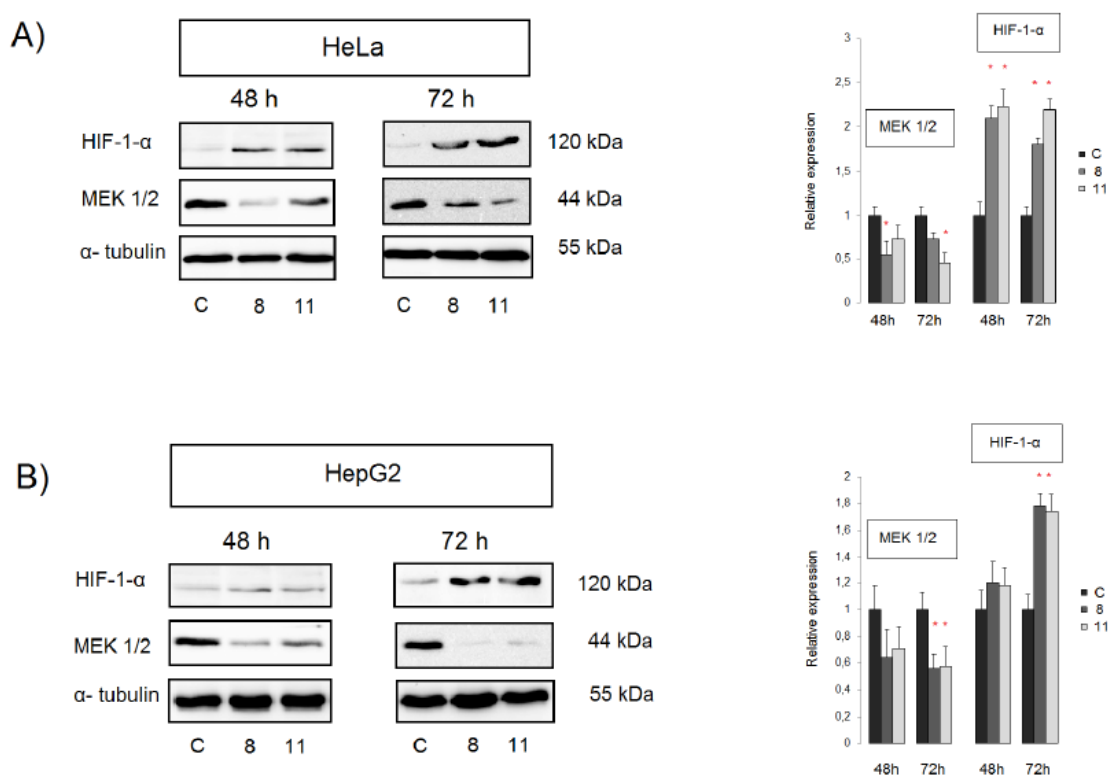 A)
HeLa
48 h
72 h
HIF-1-α
120 kDa
MEK 1/2
44 kDa
α- tubulin
55 kDa
C 8 11
C 8 11
HIF-1-α
MEK 1/2
Relative expression
3
2,5
2
1,5
1
0,5
0
* * * * * *
48h 72h 48h 72h
C
8
11
B)
HepG2
48 h
72 h
HIF-1-α
120 kDa
MEK 1/2
44 kDa
α- tubulin
55 kDa
C 8 11
C 8 11
HIF-1-α
MEK 1/2
Relative expression
2
1,8
1,6
1,4
1,2
1
0,8
0,6
0,4
0,2
0
* * * *
48h 72h 48h 72h
C
8
11